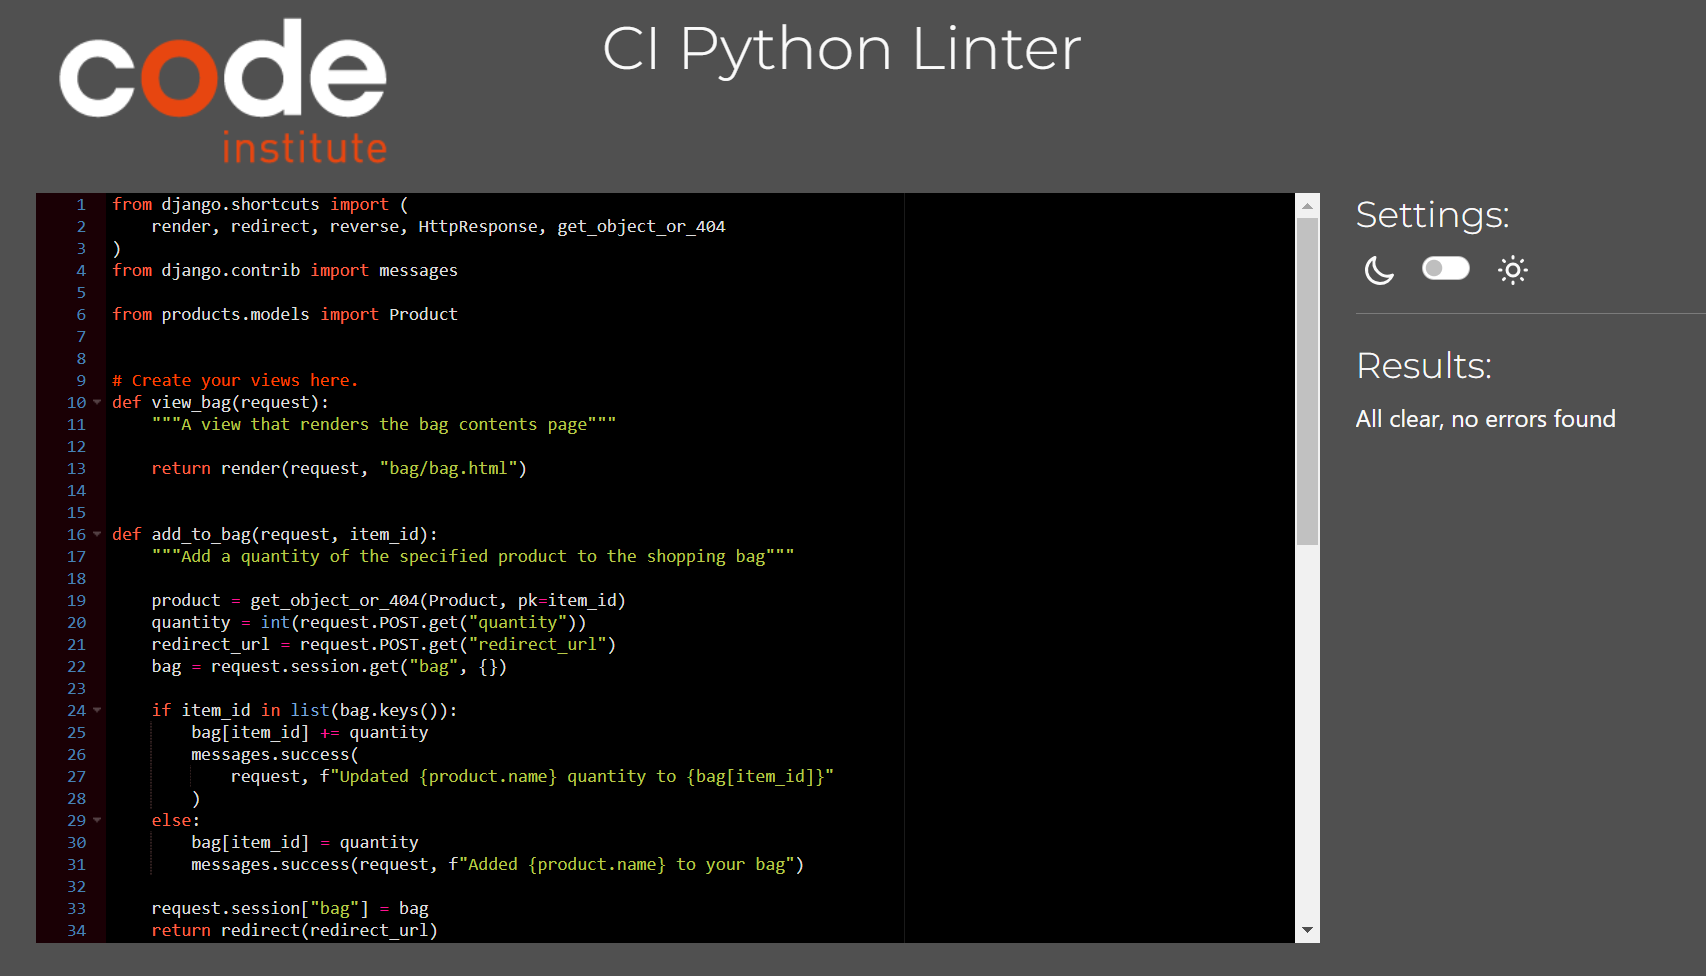 code
institute
CI Python Linter
1 from django.shortcuts import (
2     render, redirect, reverse, HttpResponse, get_object_or_404
3 )
4 from django.contrib import messages
5
6 from products.models import Product
7
8
9 # Create your views here.
10 def view_bag(request):
11     """A view that renders the bag contents page"""
12
13     return render(request, "bag/bag.html")
14
15
16 def add_to_bag(request, item_id):
17     """Add a quantity of the specified product to the shopping bag"""
18
19     product = get_object_or_404(Product, pk=item_id)
20     quantity = int(request.POST.get("quantity"))
21     redirect_url = request.POST.get("redirect_url")
22     bag = request.session.get("bag", {})
23
24     if item_id in list(bag.keys()):
25         bag[item_id] += quantity
26         messages.success(
27             request, f"Updated {product.name} quantity to {bag[item_id]}"
28         )
29     else:
30         bag[item_id] = quantity
31         messages.success(request, f"Added {product.name} to your bag")
32
33     request.session["bag"] = bag
34     return redirect(redirect_url)
Settings:
Results:
All clear, no errors found